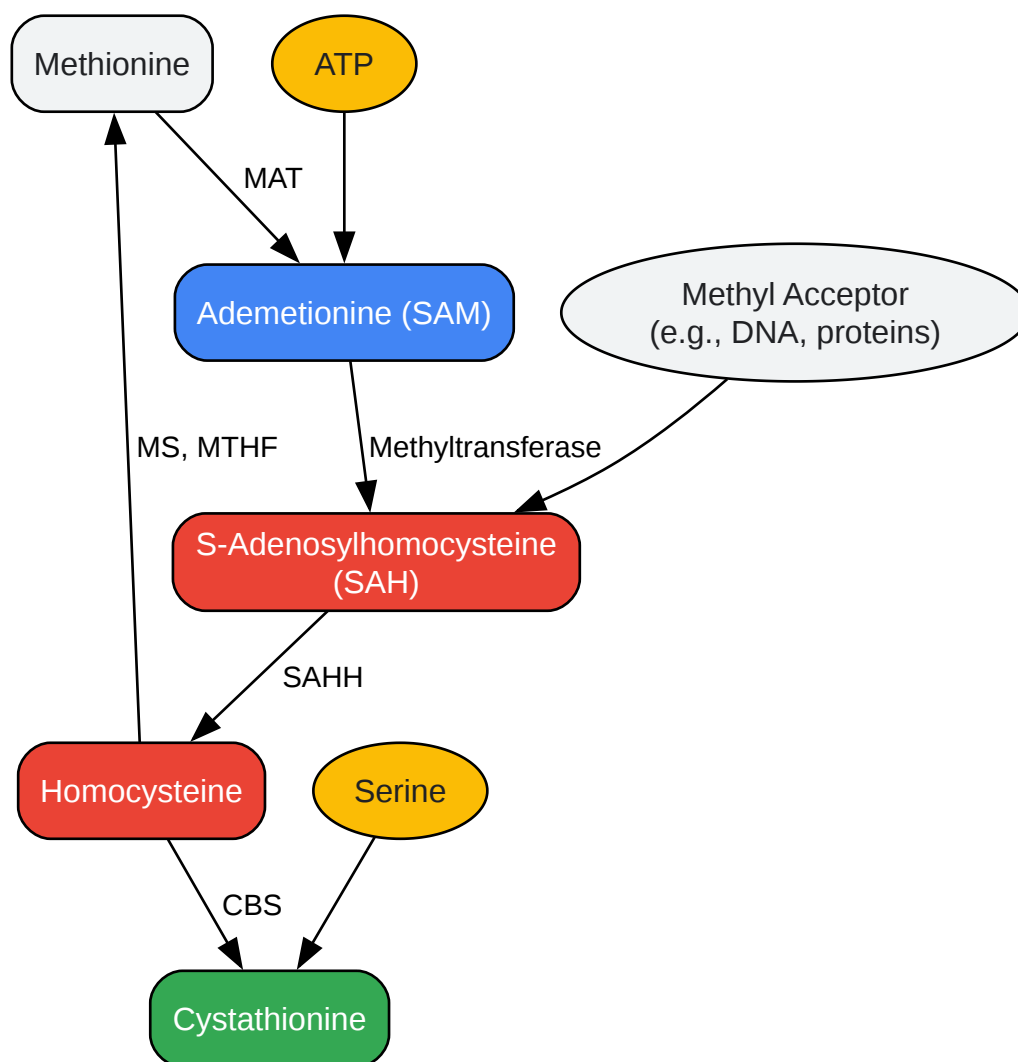 Methionine
ATP
MAT
Ademetionine (SAM)
Methyl Acceptor
(e.g., DNA, proteins)
MS, MTHF
Methyltransferase
S-Adenosylhomocysteine
(SAH)
SAHH
Homocysteine
Serine
CBS
Cystathionine